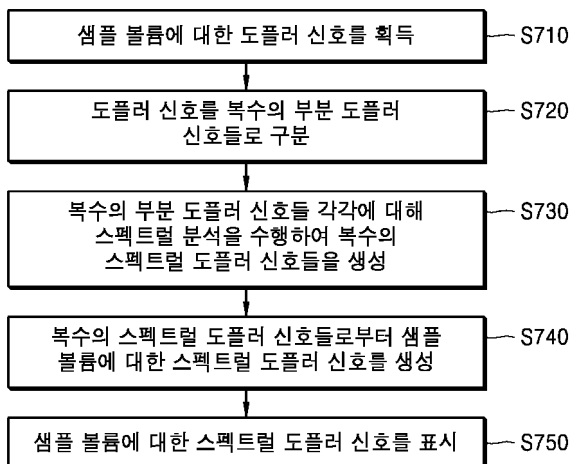 샘플 볼륨에 대한 도플러 신호를 획득
S710
도플러 신호를 복수의 부분 도플러
신호들로 구분
S720
복수의 부분 도플러 신호들 각각에 대해
스펙트럴 분석을 수행하여 복수의
스펙트럴 도플러 신호들을 생성
S730
복수의 스펙트럴 도플러 신호들로부터 샘플
볼륨에 대한 스펙트럴 도플러 신호를 생성
S740
샘플 볼륨에 대한 스펙트럴 도플러 신호를 표시
S750